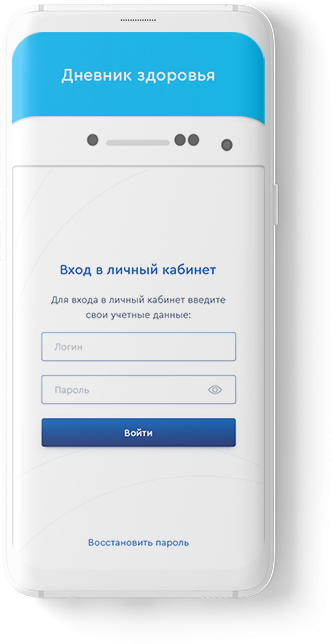 Дневник здоровья
Вход в личный кабинет
Для входа в личный кабинет введите
свои учетные данные:
Логин
Пароль
Войти
Восстановить пароль